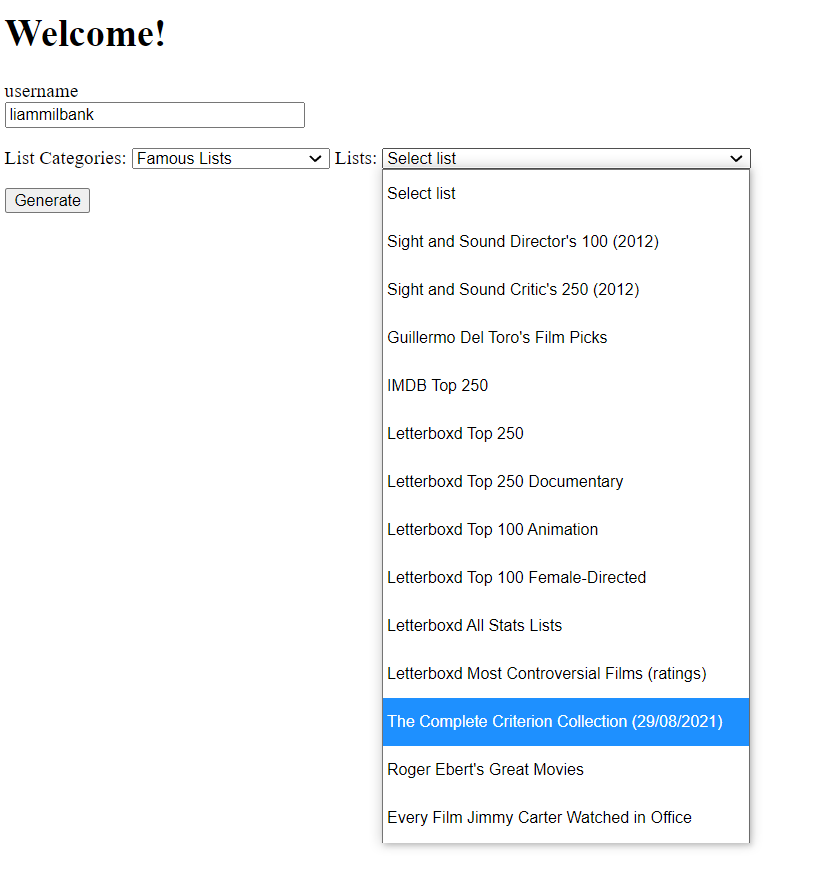 Welcome!
username
liammilbank
List Categories: Famous Lists Lists: Select list
Generate
Select list
Sight and Sound Director's 100 (2012)
Sight and Sound Critic's 250 (2012)
Guillermo Del Toro's Film Picks
IMDB Top 250
Letterboxd Top 250
Letterboxd Top 250 Documentary
Letterboxd Top 100 Animation
Letterboxd Top 100 Female-Directed
Letterboxd All Stats Lists
Letterboxd Most Controversial Films (ratings)
The Complete Criterion Collection (29/08/2021)
Roger Ebert's Great Movies
Every Film Jimmy Carter Watched in Office